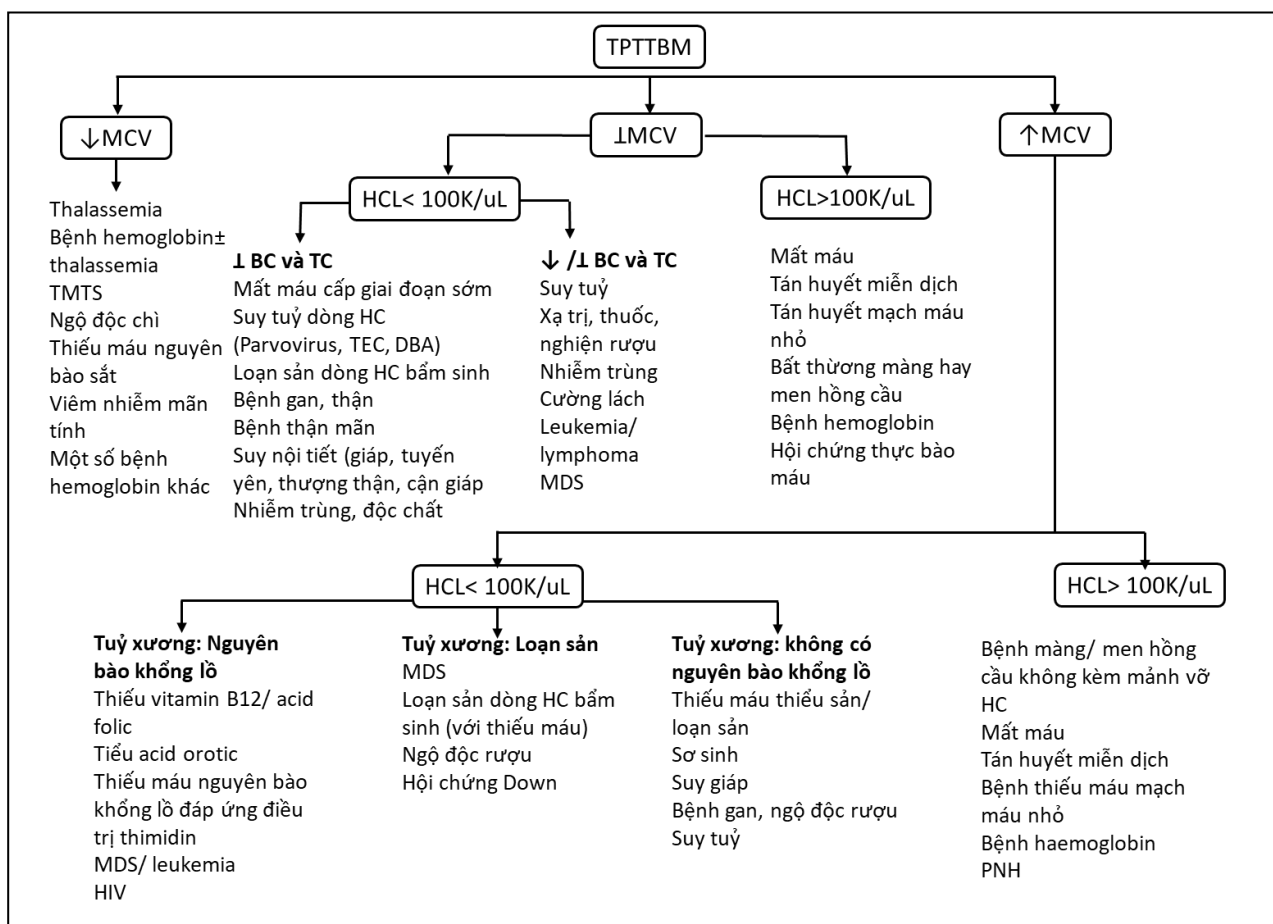 TPTTBM
↓MCV
⊥MCV
↑MCV
HCL< 100K/uL
HCL>100K/uL
Thalassemia
Bệnh hemoglobin±
thalassemia
TMTS
Ngộ độc chì
Thiếu máu nguyên
bào sắt
Viêm nhiễm mãn
tính
Một số bệnh
hemoglobin khác
⊥ BC và TC
Mất máu cấp giai đoạn sớm
Suy tuỷ dòng HC
(Parvovirus, TEC, DBA)
Loạn sản dòng HC bẩm sinh
Bệnh gan, thận
Bệnh thận mãn
Suy nội tiết (giáp, tuyến
yên, thượng thận, cận giáp
Nhiễm trùng, độc chất
↓ /⊥ BC và TC
Suy tuỷ
Xạ trị, thuốc,
nghiện rượu
Nhiễm trùng
Cường lách
Leukemia/
lymphoma
MDS
Mất máu
Tán huyết miễn dịch
Tán huyết mạch máu
nhỏ
Bất thường màng hay
men hồng cầu
Bệnh hemoglobin
Hội chứng thực bào
máu
HCL< 100K/uL
HCL> 100K/uL
Tuỷ xương: Nguyên
bào khổng lồ
Thiếu vitamin B12/ acid
folic
Tiểu acid orotic
Thiếu máu nguyên bào
khổng lồ đáp ứng điều
trị thimidin
MDS/ leukemia
HIV
Tuỷ xương: Loạn sản
MDS
Loạn sản dòng HC bẩm
sinh (với thiếu máu)
Ngộ độc rượu
Hội chứng Down
Tuỷ xương: không có
nguyên bào khổng lồ
Thiếu máu thiểu sản/
loạn sản
Sơ sinh
Suy giáp
Bệnh gan, ngộ độc rượu
Suy tuỷ
Bệnh màng/ men hồng
cầu không kèm mảnh vỡ
HC
Mất máu
Tán huyết miễn dịch
Bệnh thiếu máu mạch
máu nhỏ
Bệnh haemoglobin
PNH